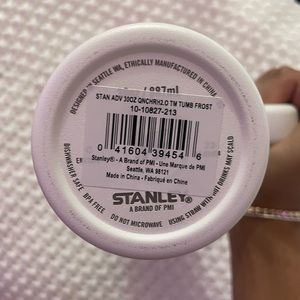 DESIGNED IN SEATTLE WA, ETHICALLY MANUFACTURED IN CHINA
/ 887ml
STAN ADV 30OZ QNCHRH2.0 TM TUMB FROST
10-10827-213
0 41604 39454 6
Stanley® - A Brand of PMI - Une Marque de PMI
Seattle, WA 98121
Made in China - Fabriqué en Chine
STANLEY®
A BRAND OF PMI
DISHWASHER SAFE, BPA FREE
DO NOT MICROWAVE
USING STRAW WITH HOT DRINKS MAY SCALD